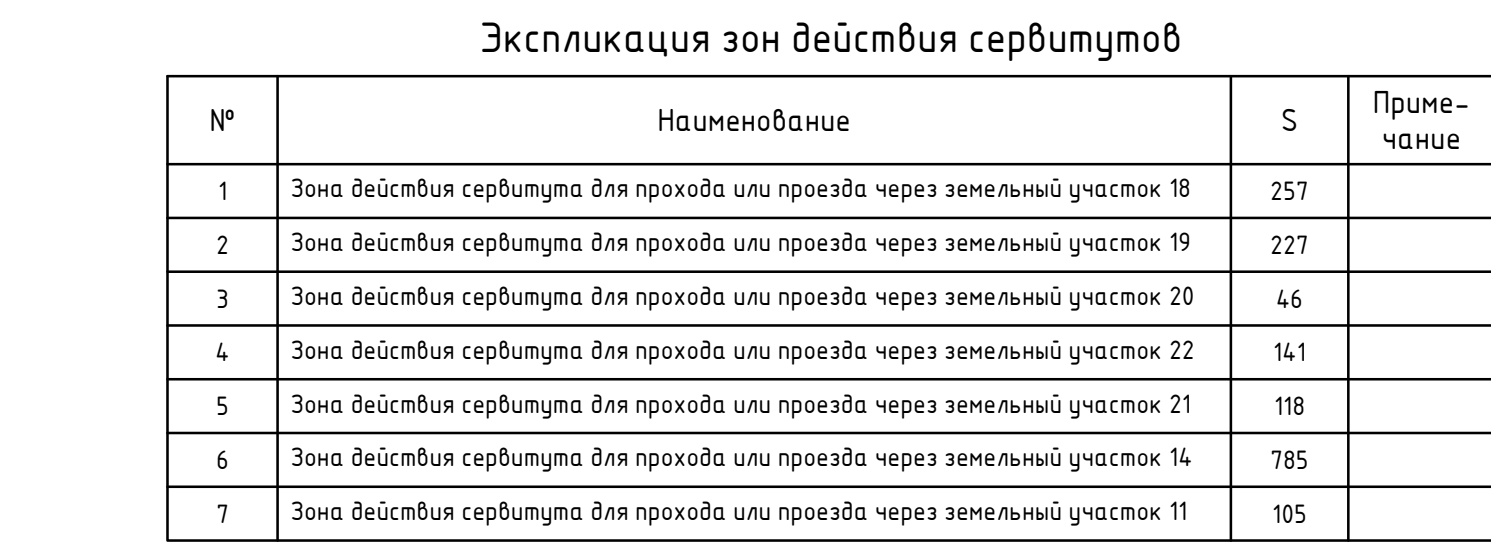 Экспликация зон действия сервитутов
№ Наименование S Приме-
чание
1 Зона действия сервитута для прохода или проезда через земельный участок 18 257
2 Зона действия сервитута для прохода или проезда через земельный участок 19 227
3 Зона действия сервитута для прохода или проезда через земельный участок 20 46
4 Зона действия сервитута для прохода или проезда через земельный участок 22 141
5 Зона действия сервитута для прохода или проезда через земельный участок 21 118
6 Зона действия сервитута для прохода или проезда через земельный участок 14 785
7 Зона действия сервитута для прохода или проезда через земельный участок 11 105